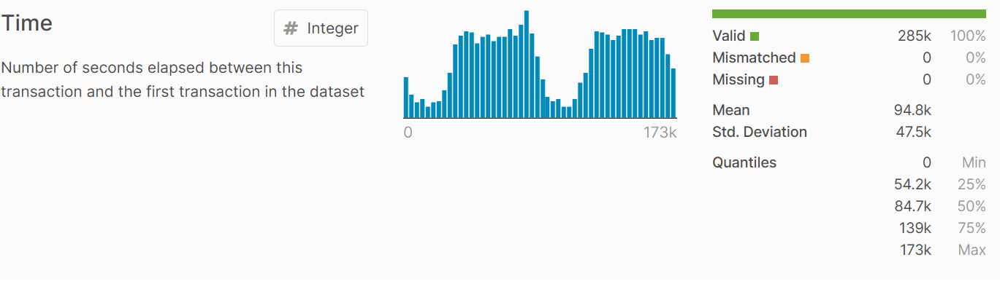 Time
# Integer
Number of seconds elapsed between this
transaction and the first transaction in the dataset
0 173k
Valid 285k 100%
Mismatched 0 0%
Missing 0 0%
Mean 94.8k
Std. Deviation 47.5k
Quantiles 0 Min
54.2k 25%
84.7k 50%
139k 75%
173k Max